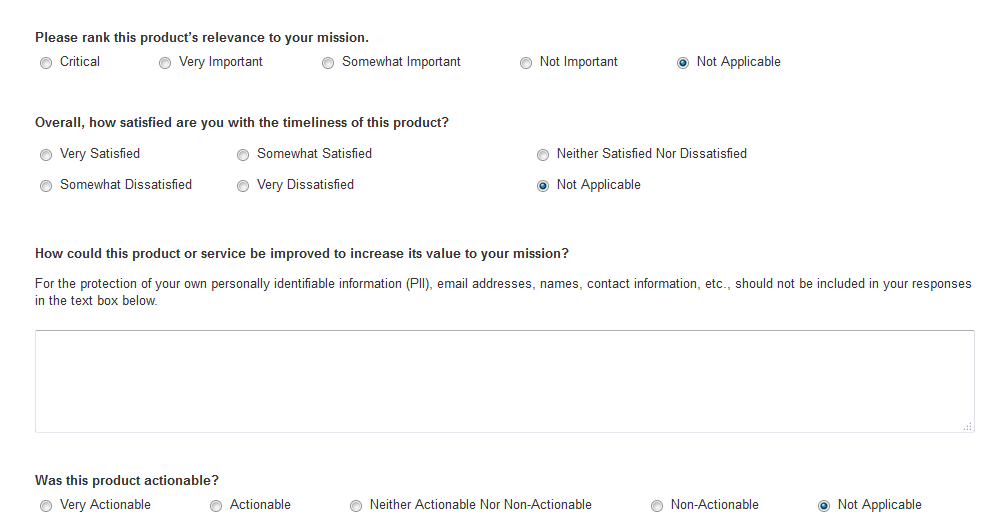 Please rank this product's relevance to your mission.
Critical Very Important Somewhat Important Not Important Not Applicable
Overall, how satisfied are you with the timeliness of this product?
Very Satisfied Somewhat Satisfied Neither Satisfied Nor Dissatisfied
Somewhat Dissatisfied Very Dissatisfied Not Applicable
How could this product or service be improved to increase its value to your mission?
For the protection of your own personally identifiable information (PII), email addresses, names, contact information, etc., should not be included in your responses
in the text box below.
Was this product actionable?
Very Actionable Actionable Neither Actionable Nor Non-Actionable Non-Actionable Not Applicable